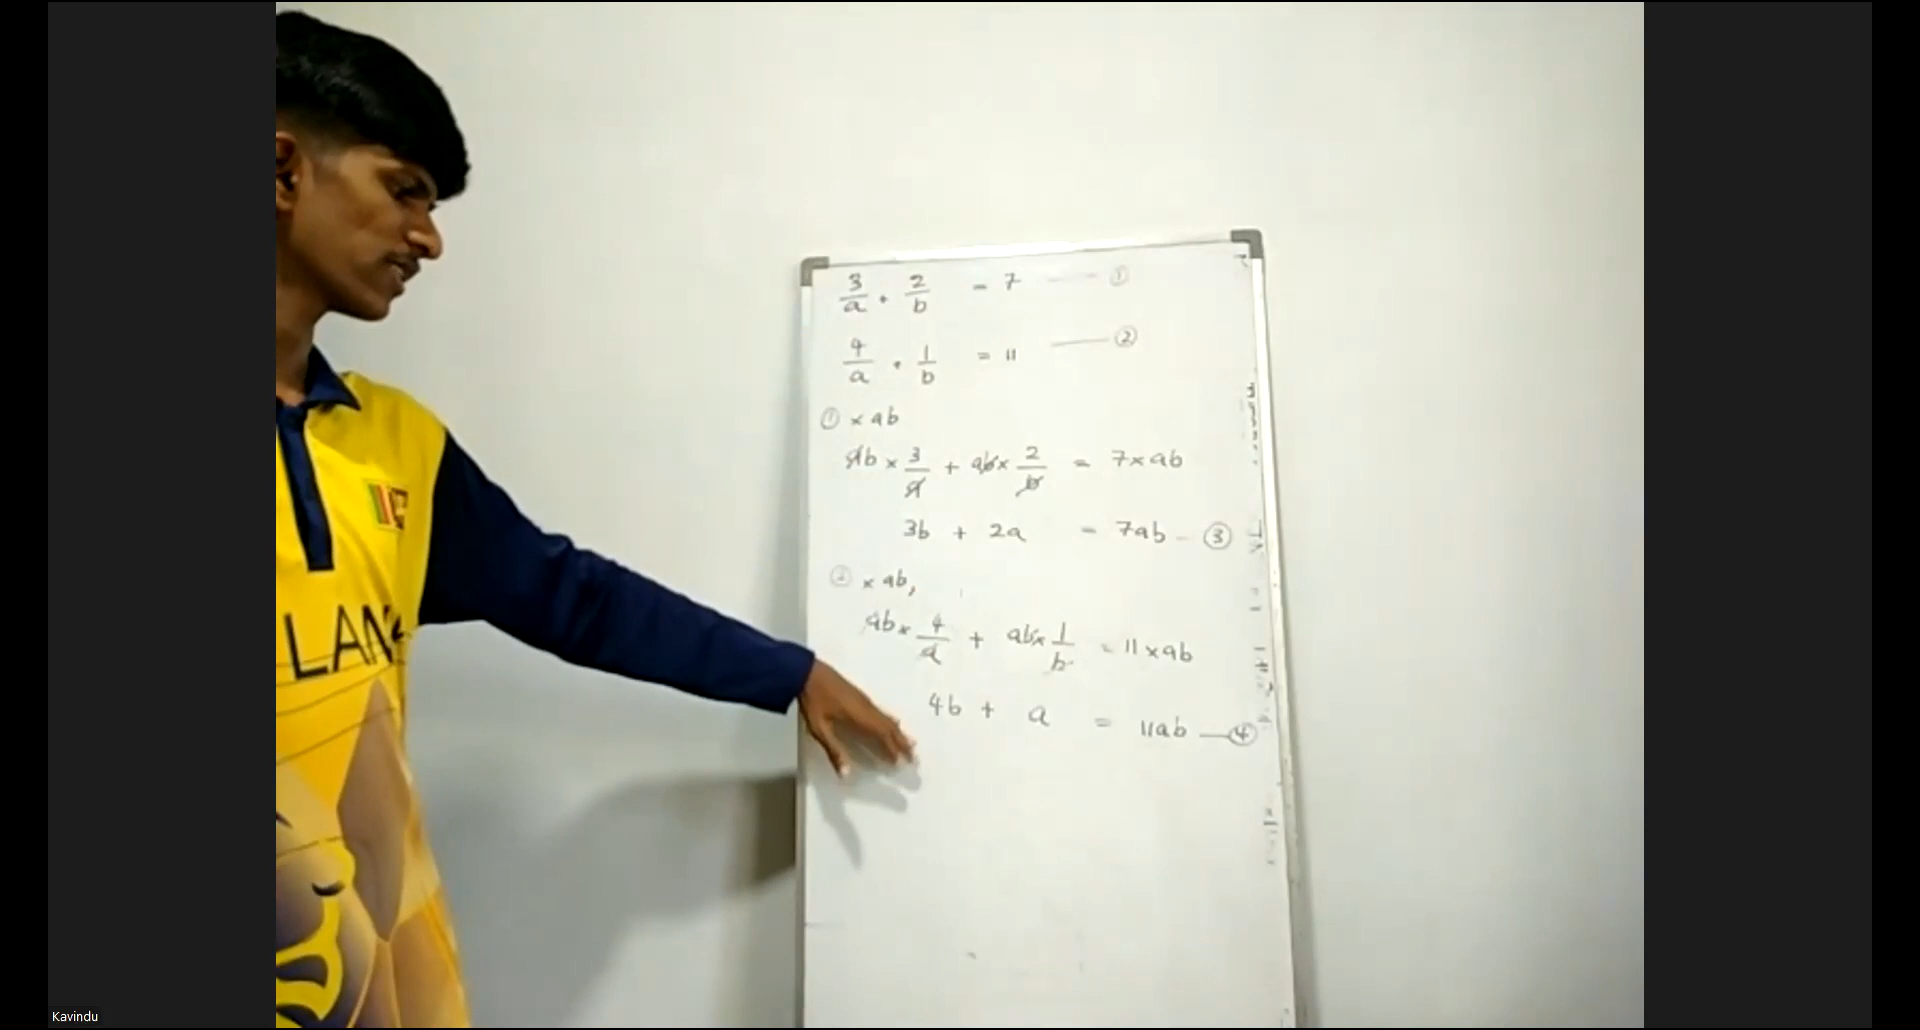 3/a + 2/b = 7 —— ①
4/a + 1/b = 11 —— ②
① × ab
ab × 3/a + ab × 2/b = 7 × ab
3b + 2a = 7ab - ③
② × ab,
ab × 4/a + ab × 1/b = 11 × ab
4b + a = 11ab — ④
LAN
Kavindu